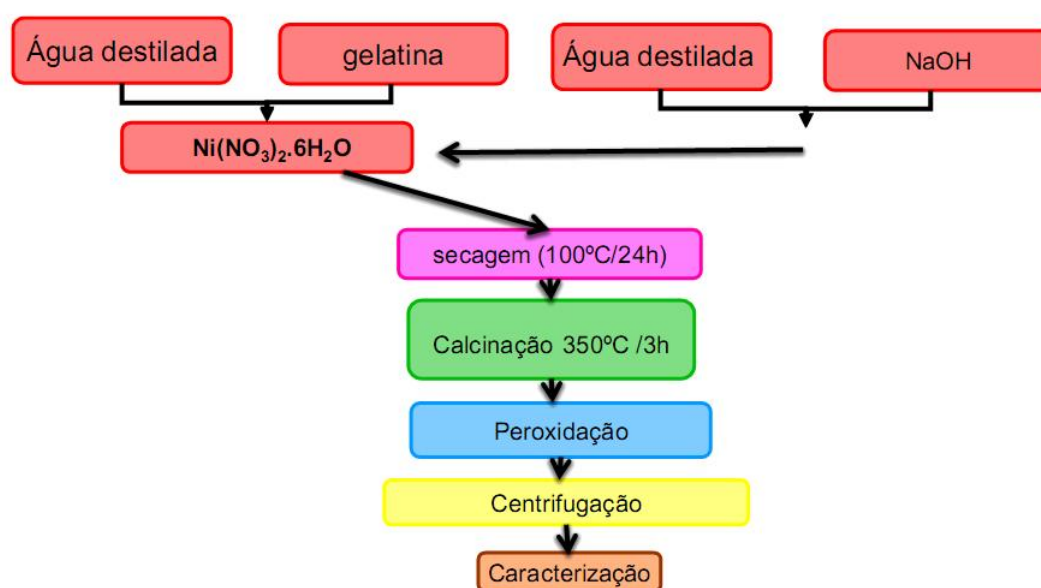 Água destilada
gelatina
Água destilada
NaOH
Ni(NO₃)₂.6H₂O
secagem (100ºC/24h)
Calcinação 350ºC /3h
Peroxidação
Centrifugação
Caracterização